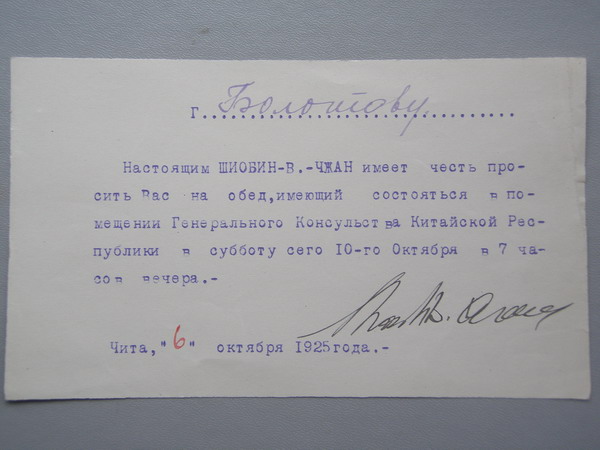 Г. Болотову
Настоящим ШИОБИН-В.-ЧЖАН имеет честь про-
сить Вас на обед,имеющий состояться в по-
мещении Генерального Консульства Китайской Рес-
публики в субботу сего 10-го Октября в 7 ча-
сов вечера.-
Чита,"6" октября 1925года.-